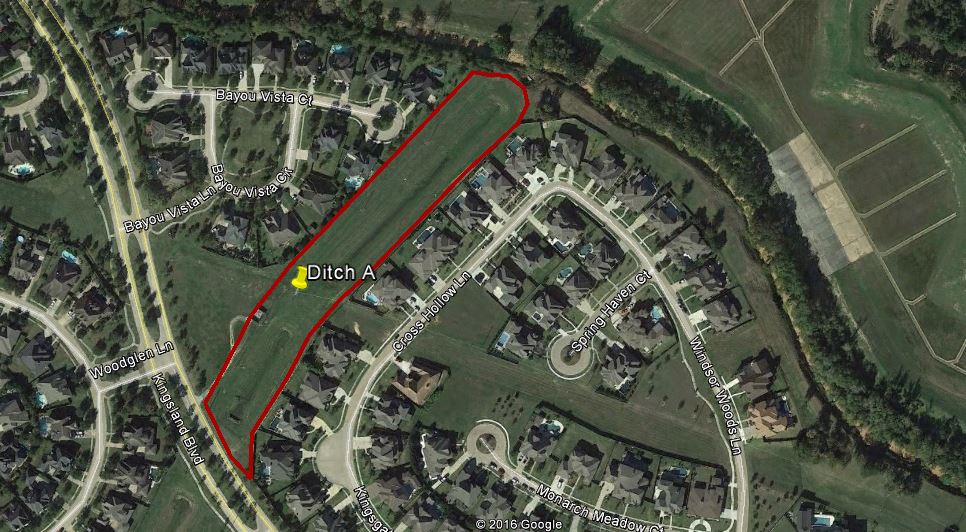 Bayou Vista Ct
Bayou Vista Ln
Bayou Vista Ct
Ditch A
Cross Hollow Ln
Spring Haven Ct
Woodglen Ln
Kingsland Blvd
Windsor Woods Ln
Kingsga
Monarch Meadow Ct
© 2016 Google